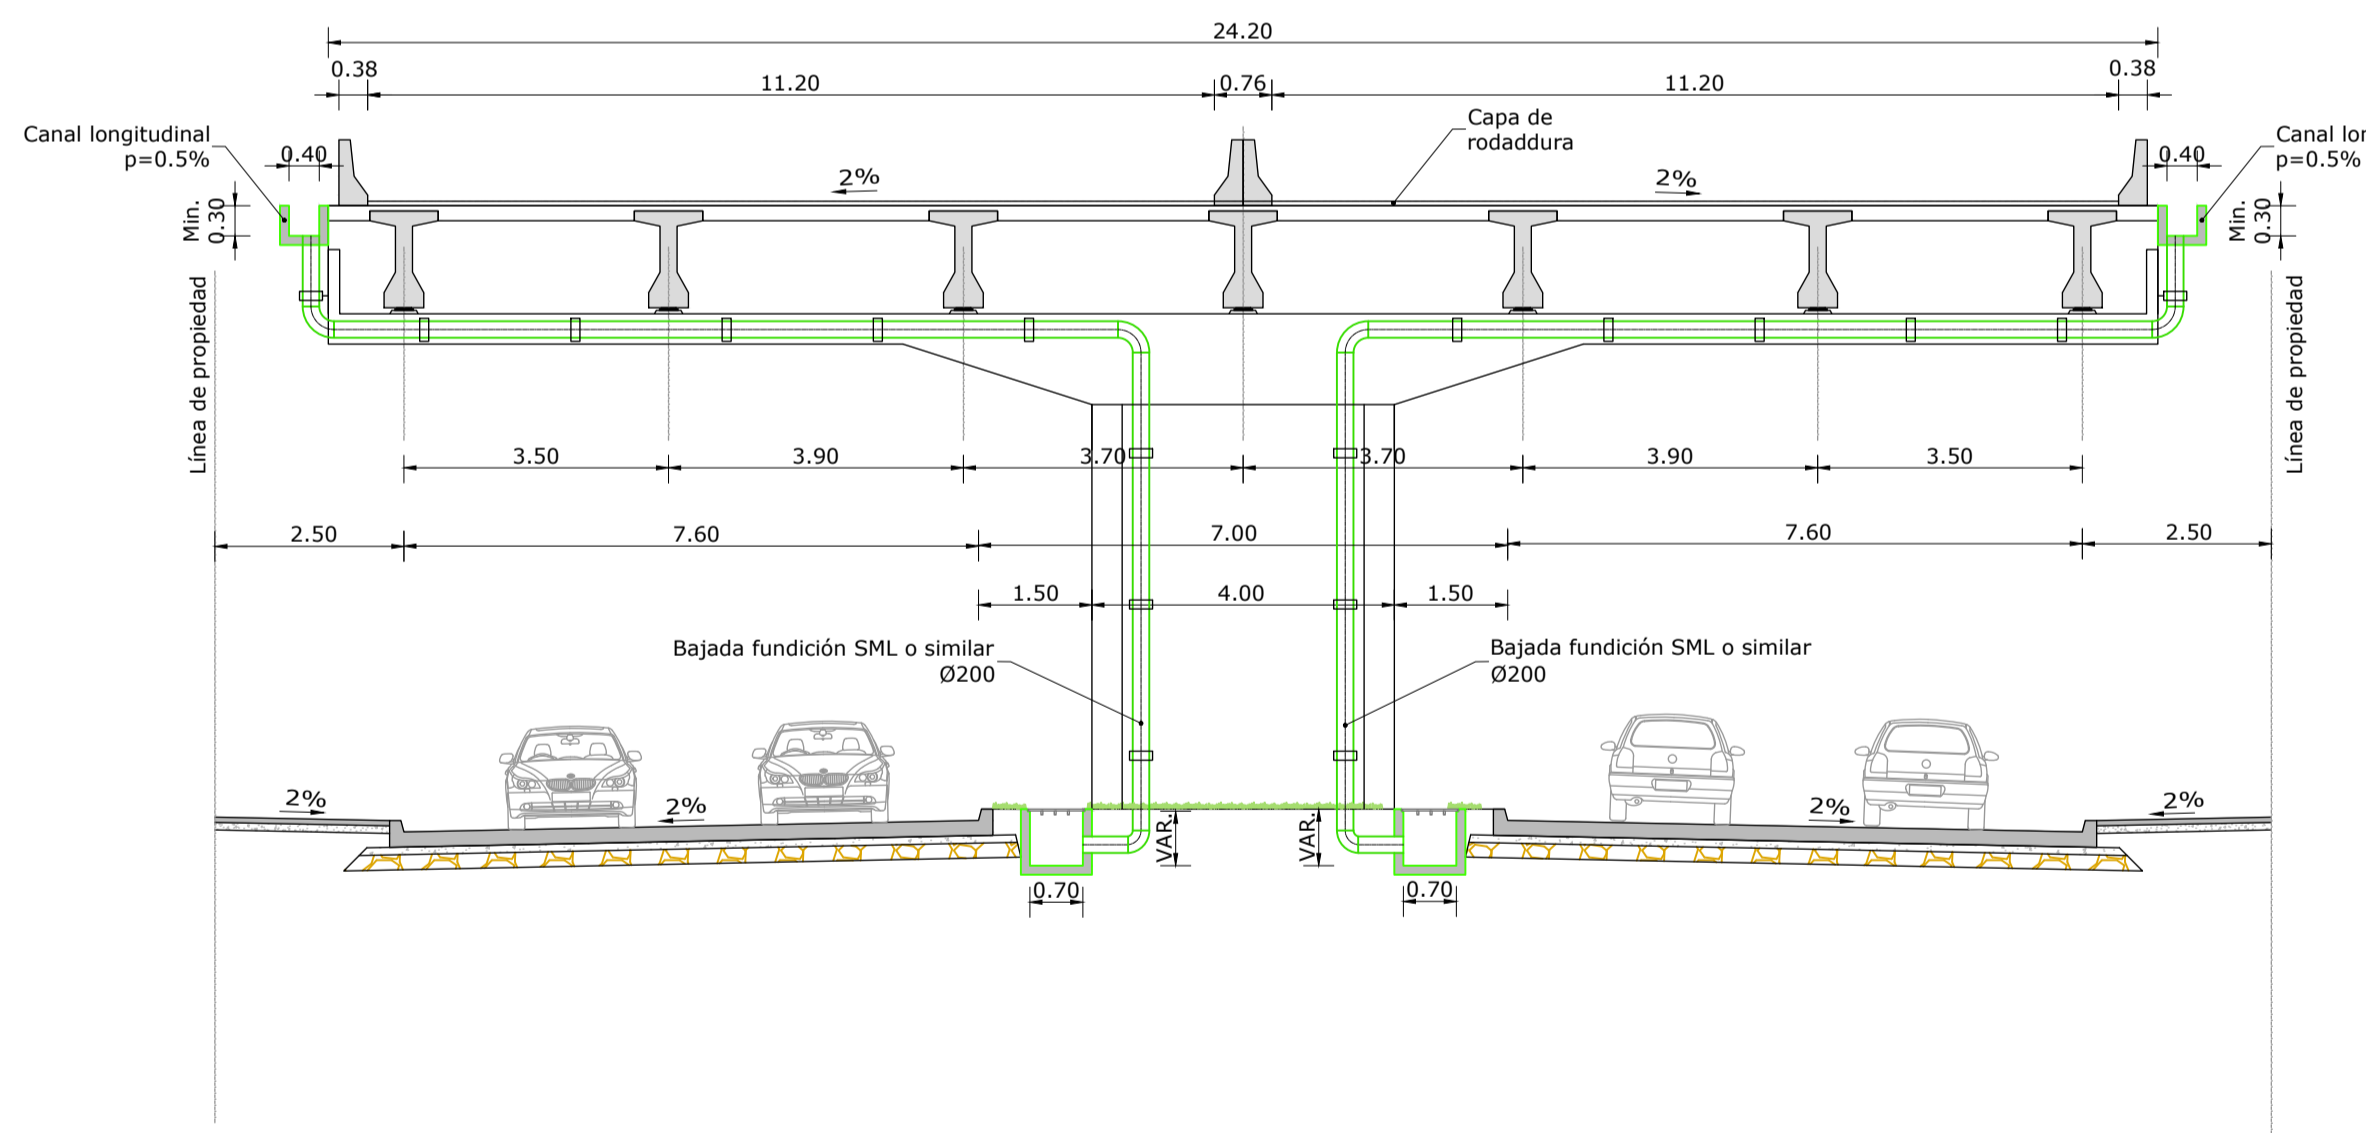 24.20
0.38
11.20
0.76
11.20
0.38
Canal longitudinal
p=0.5%
0.40
Capa de
rodaddura
Canal lor
p=0.5%
0.40
2%
2%
Min.
0.30
Min.
0.30
Línea de propiedad
Línea de propiedad
3.50
3.90
3.70
3.70
3.90
3.50
2.50
7.60
7.00
7.60
2.50
1.50
4.00
1.50
Bajada fundición SML o similar
Ø200
Bajada fundición SML o similar
Ø200
2%
2%
2%
2%
VAR.
VAR.
0.70
0.70